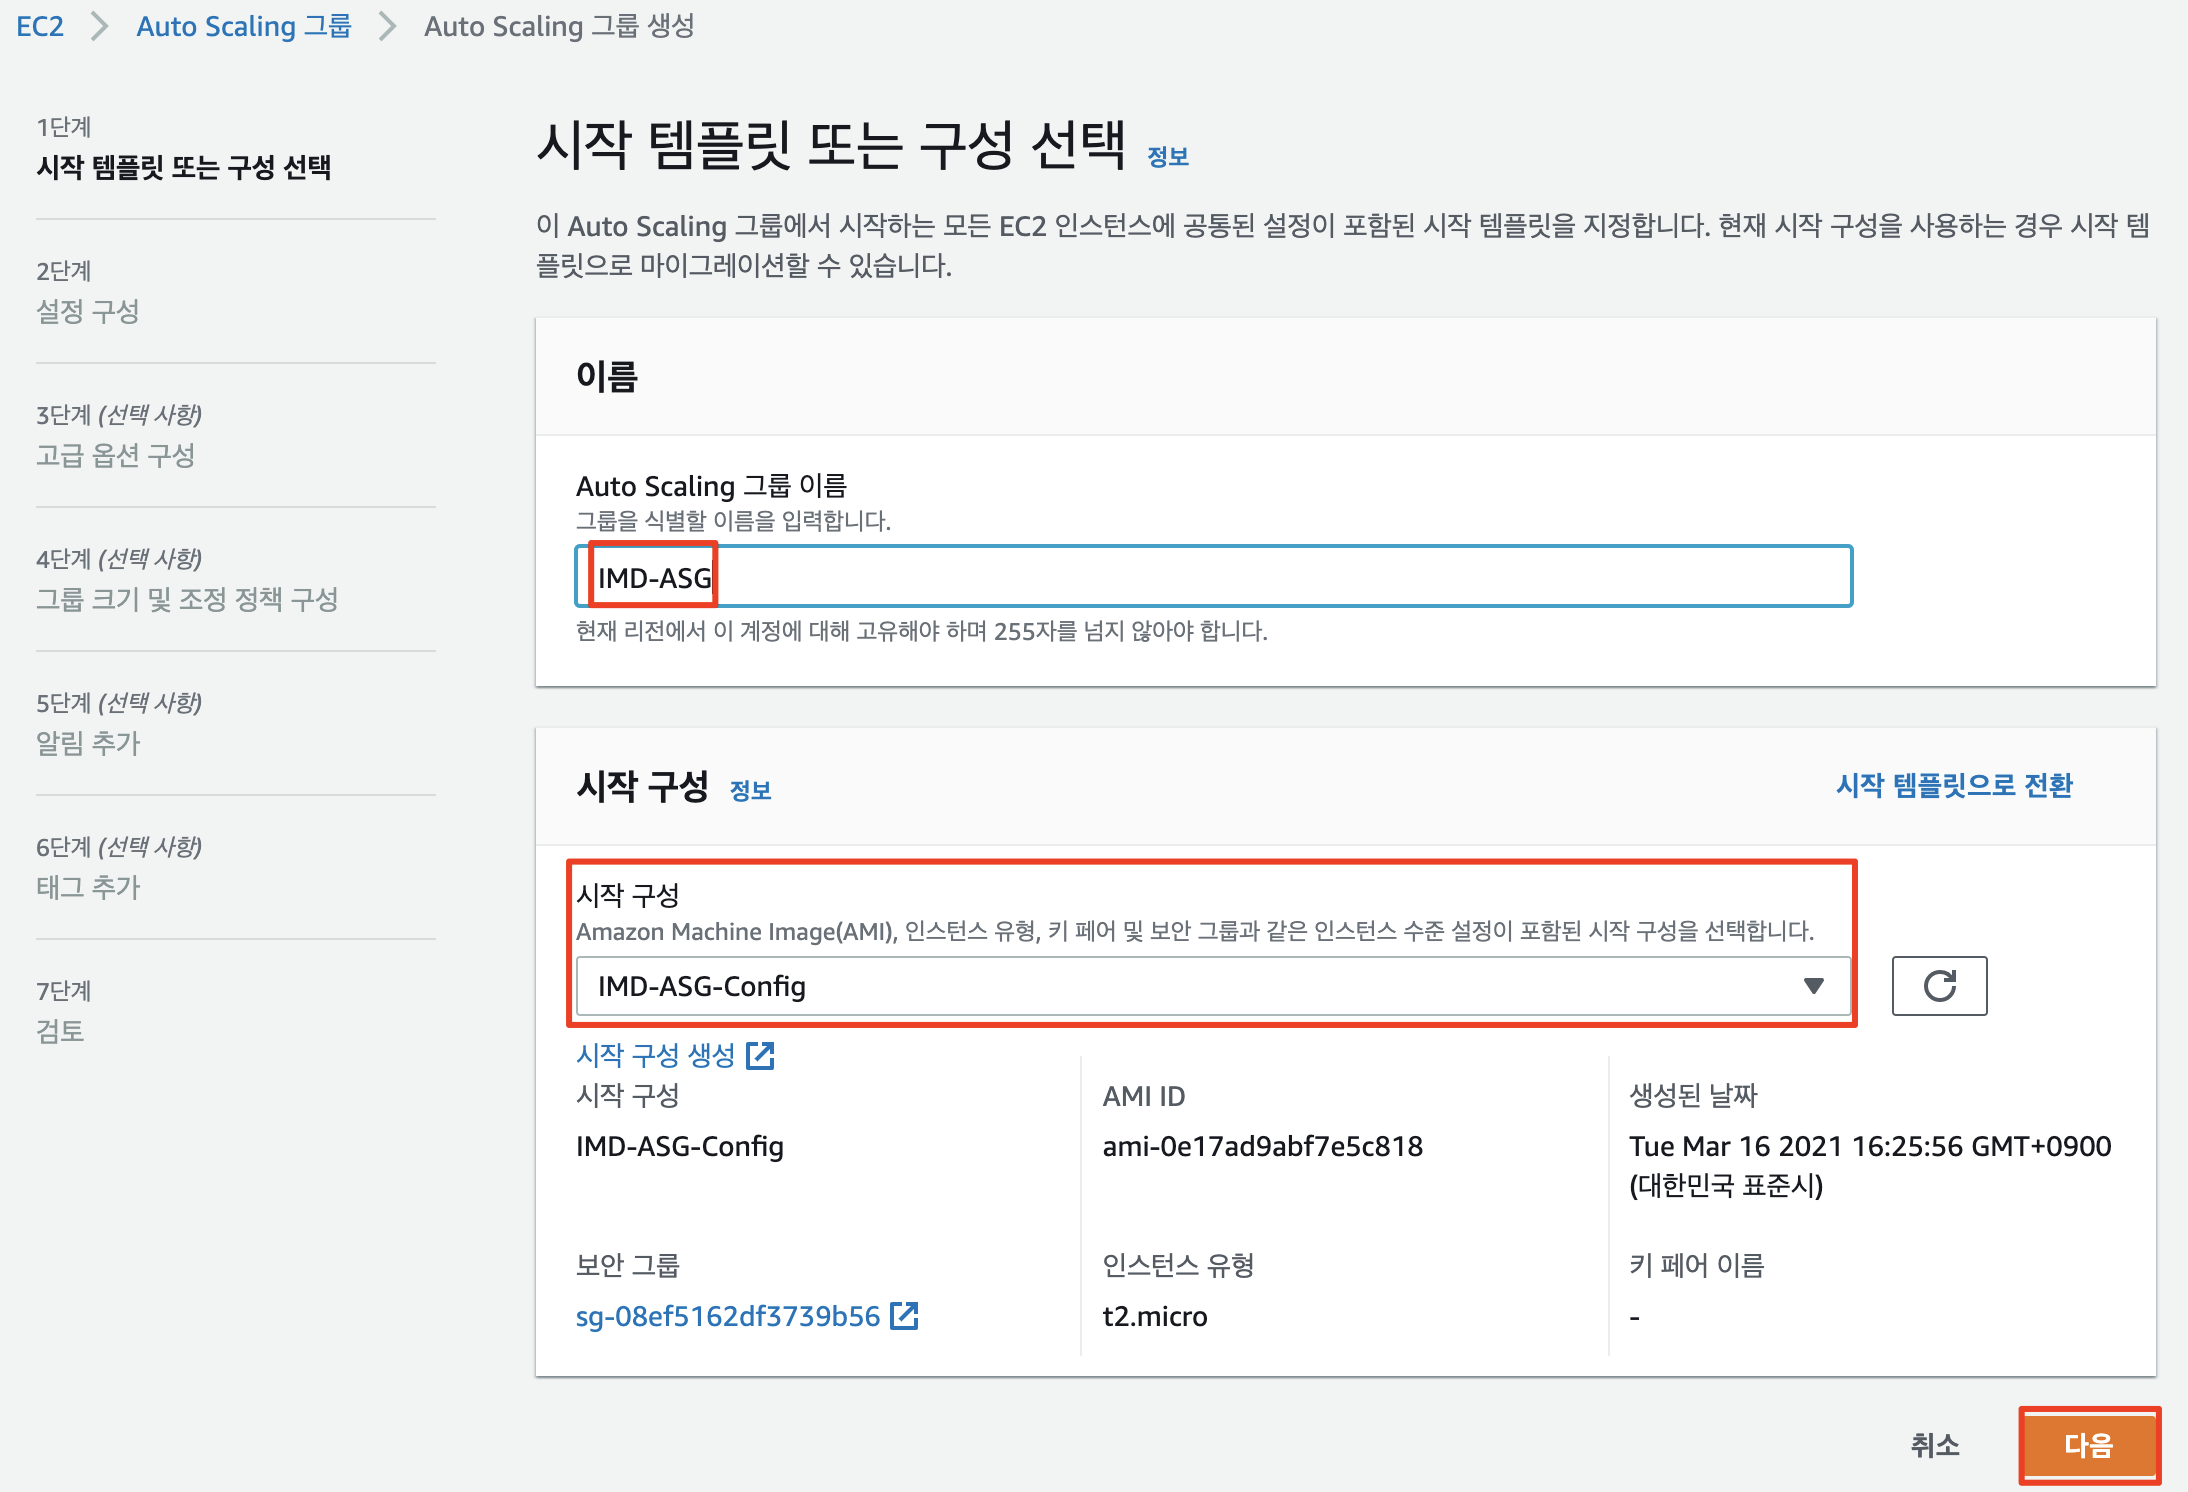 EC2 > Auto Scaling 그룹 > Auto Scaling 그룹 생성
1단계
시작 템플릿 또는 구성 선택
2단계
설정 구성
3단계 (선택 사항)
고급 옵션 구성
4단계 (선택 사항)
그룹 크기 및 조정 정책 구성
5단계 (선택 사항)
알림 추가
6단계 (선택 사항)
태그 추가
7단계
검토
시작 템플릿 또는 구성 선택 정보
이 Auto Scaling 그룹에서 시작하는 모든 EC2 인스턴스에 공통된 설정이 포함된 시작 템플릿을 지정합니다. 현재 시작 구성을 사용하는 경우 시작 템
플릿으로 마이그레이션할 수 있습니다.
이름
Auto Scaling 그룹 이름
그룹을 식별할 이름을 입력합니다.
IMD-ASG
현재 리전에서 이 계정에 대해 고유해야 하며 255자를 넘지 않아야 합니다.
시작 구성 정보
시작 템플릿으로 전환
시작 구성
Amazon Machine Image(AMI), 인스턴스 유형, 키 페어 및 보안 그룹과 같은 인스턴스 수준 설정이 포함된 시작 구성을 선택합니다.
IMD-ASG-Config
시작 구성 생성
시작 구성
IMD-ASG-Config
AMI ID
ami-0e17ad9abf7e5c818
생성된 날짜
Tue Mar 16 2021 16:25:56 GMT+0900
(대한민국 표준시)
보안 그룹
sg-08ef5162df3739b56
인스턴스 유형
t2.micro
키 페어 이름
-
취소
다음